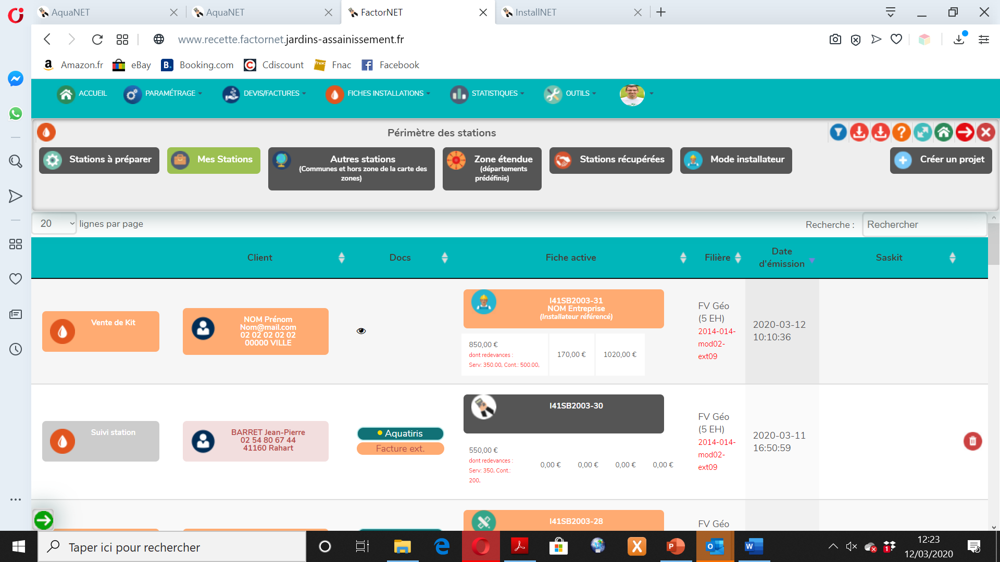 AquaNET
AquaNET
FactorNET
InstallNET
www.recette.factornet.jardins-assainissement.fr
Amazon.fr
eBay
Booking.com
Cdiscount
Fnac
Facebook
ACCUEIL
PARAMÉTRAGE
DEVIS/FACTURES
FICHES INSTALLATIONS
STATISTIQUES
OUTILS
Périmètre des stations
Stations à préparer
Mes Stations
Autres stations
(Communes et hors zone de la carte des
zones)
Zone étendue
(départements
prédéfinis)
Stations récupérées
Mode installateur
Créer un projet
20
lignes par page
Recherche :
Rechercher
Client
Docs
Fiche active
Filière
Date
d'émission
Saskit
Vente de Kit
NOM Prénom
Nom@mail.com
02 02 02 02 02
00000 VILLE
I41SB2003-31
NOM Entreprise
(Installateur référencé)
850,00 €
dont redevances :
Serv: 350.00, Cont.: 500.00,
170,00 €
1020,00 €
FV Géo
(5 EH)
2014-014-
mod02-
ext09
2020-03-12
10:10:36
Suivi station
BARRET Jean-Pierre
02 54 80 67 44
41160 Rahart
Aquatiris
Facture ext.
I41SB2003-30
550,00 €
dont redevances :
Serv: 350, Cont.:
200,
0,00 €
0,00 €
0,00 €
0,00 €
FV Géo
(5 EH)
2014-014-
mod02-
ext09
2020-03-11
16:50:59
I41SB2003-28
FV Géo
Taper ici pour rechercher
12:23
12/03/2020